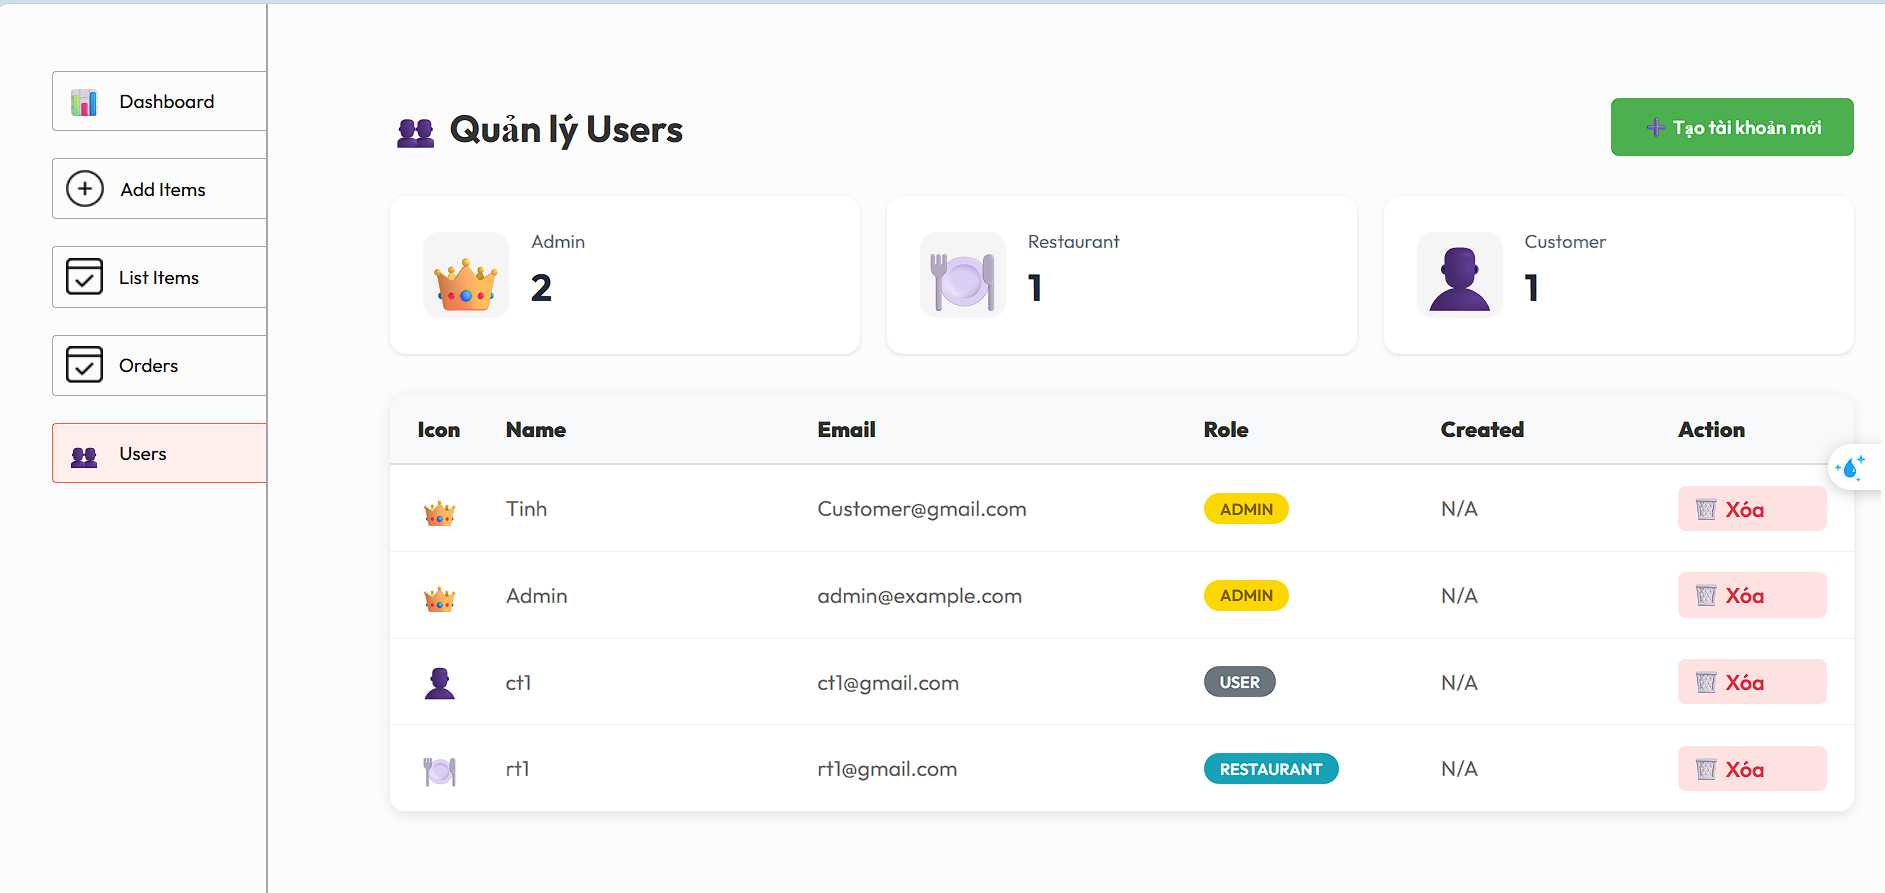 Dashboard
Add Items
List Items
Orders
Users
Quản lý Users
Tạo tài khoản mới
Admin
2
Restaurant
1
Customer
1
Icon Name Email Role Created Action
Tinh Customer@gmail.com ADMIN N/A Xóa
Admin admin@example.com ADMIN N/A Xóa
ct1 ct1@gmail.com USER N/A Xóa
rt1 rt1@gmail.com RESTAURANT N/A Xóa